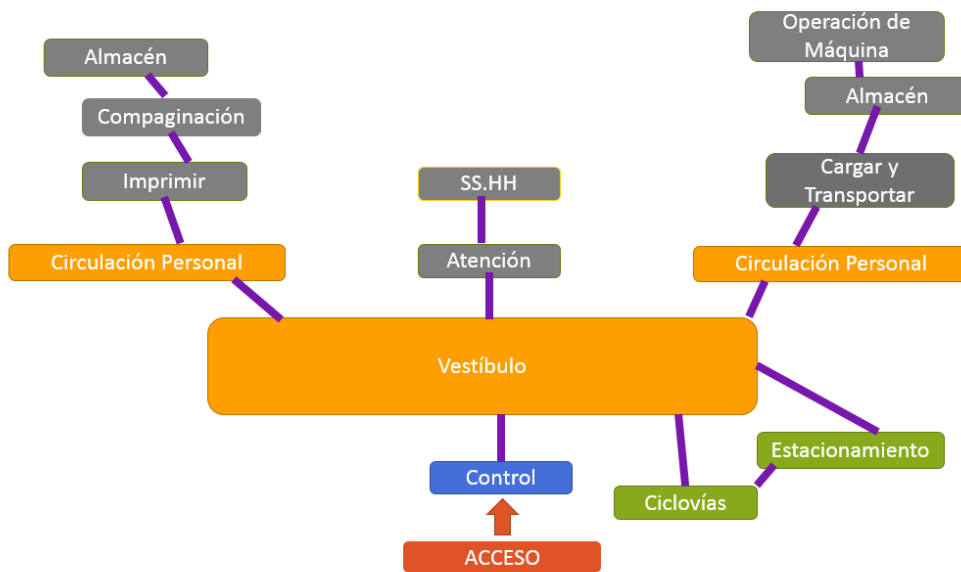 Operación de
Máquina
Almacén
Almacén
Compaginación
Imprimir
SS.HH
Cargar y
Transportar
Circulación Personal
Atención
Circulación Personal
Vestíbulo
Estacionamiento
Control
Ciclovías
ACCESO